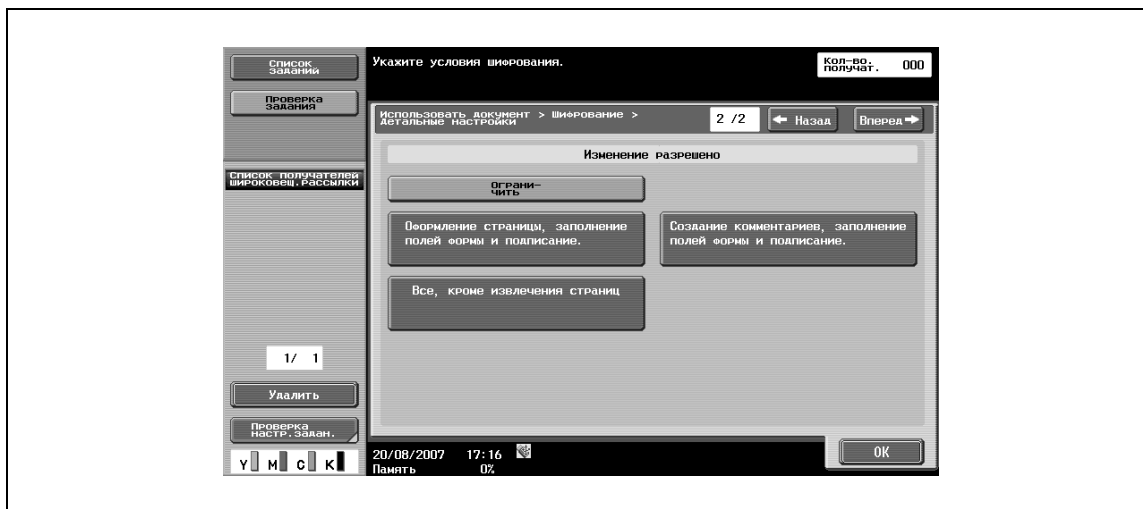 Список
заданий
Укажите условия шифрования.
Кол-во.
получат.
000
Проверка
задания
Использовать документ > Шифрование >
детальные настройки
2 /2
Назад
Вперед
Изменение разрешено
Список получателей
широковещ.рассылки
Ограни-
чить
Оформление страницы, заполнение
полей формы и подписание.
Создание комментариев, заполнение
полей формы и подписание.
Все, кроме извлечения страниц
1/ 1
Удалить
Проверка
настр.задан.
OK
Y M C K
20/08/2007 17:16
Память 0%